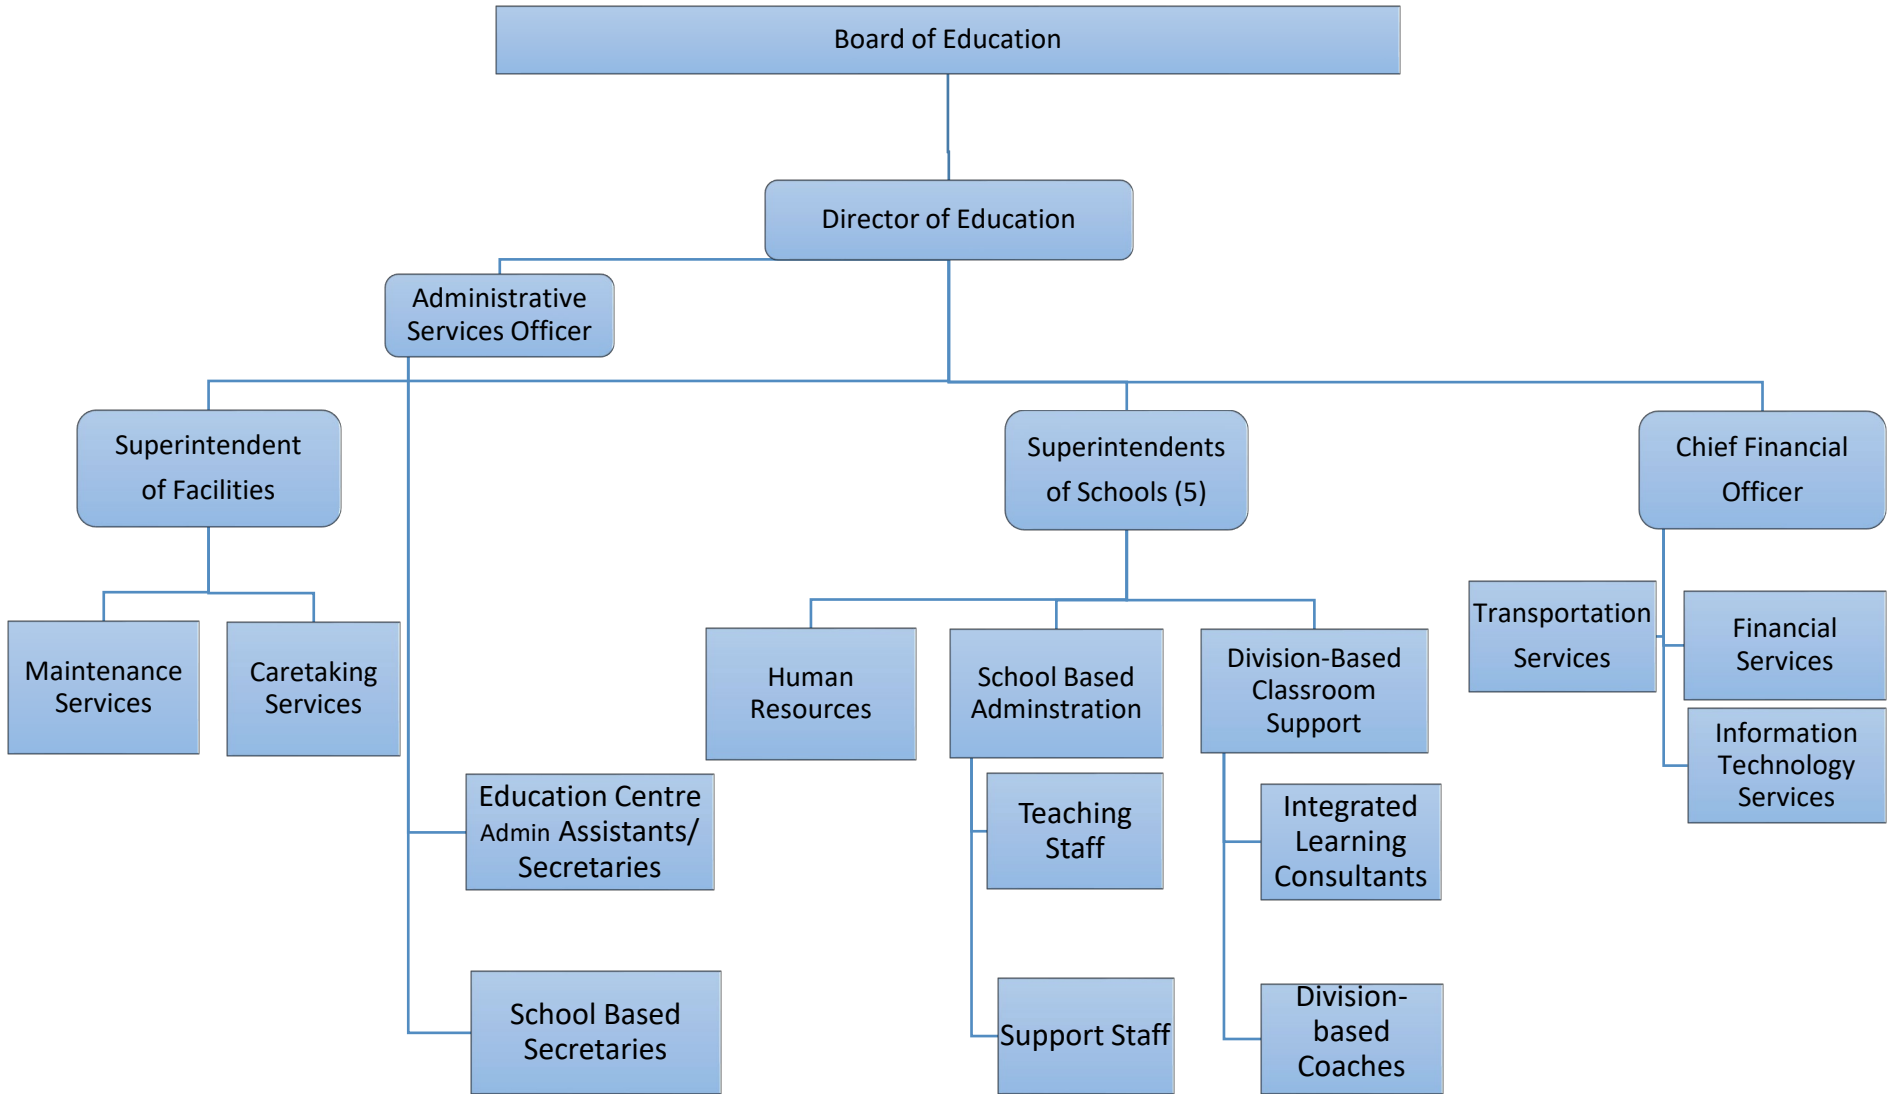 Board of Education
Director of Education
Administrative
Services Officer
Superintendent
of Facilities
Superintendents
of Schools (5)
Chief Financial
Officer
Maintenance
Services
Caretaking
Services
Human
Resources
School Based
Adminstration
Division-Based
Classroom
Support
Transportation
Services
Financial
Services
Information
Technology
Services
Education Centre
Admin Assistants/
Secretaries
Teaching
Staff
Integrated
Learning
Consultants
School Based
Secretaries
Support Staff
Division-
based
Coaches